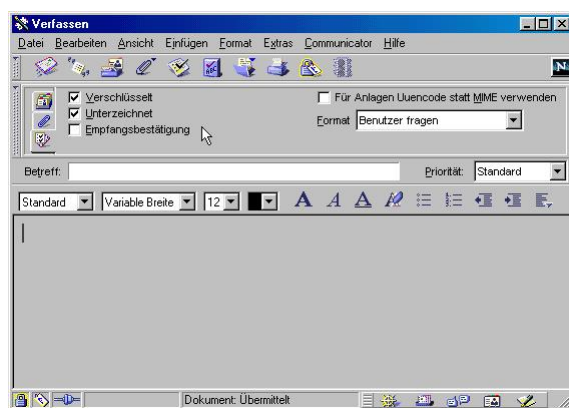 Verfassen
Datei Bearbeiten Ansicht Einfügen Format Extras Communicator Hilfe
N
Verschlüsselt
Für Anlagen Uuencode statt MIME verwenden
Unterzeichnet
Format Benutzer fragen
Empfangsbestätigung
Betreff:
Priorität: Standard
Standard Variable Breite 12 A A A
Dokument: Übermittelt